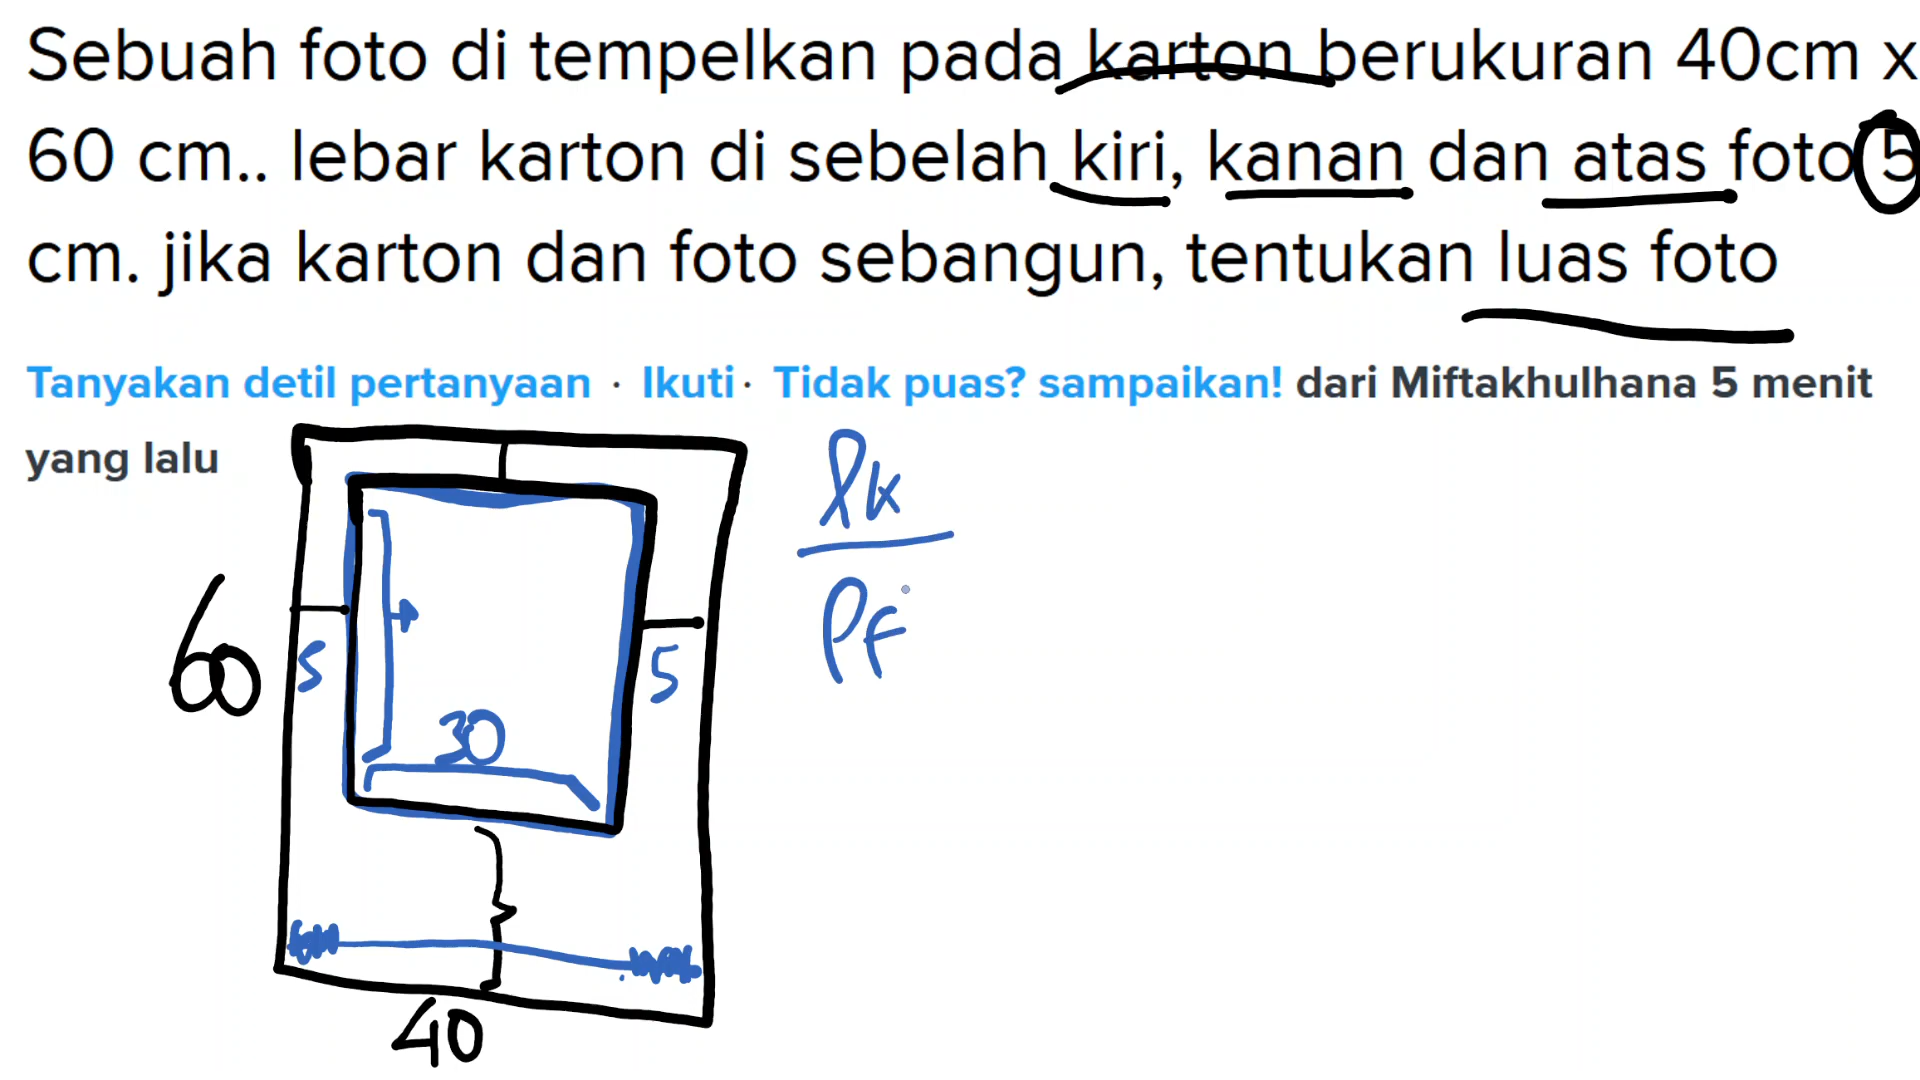 Sebuah foto di tempelkan pada karton berukuran 40cm x
60 cm.. lebar karton di sebelah kiri, kanan dan atas foto 5
cm. jika karton dan foto sebangun, tentukan luas foto
Tanyakan detil pertanyaan · Ikuti · Tidak puas? sampaikan! dari Miftakhulhana 5 menit
yang lalu
60
5
5
30
40
lk
Pf